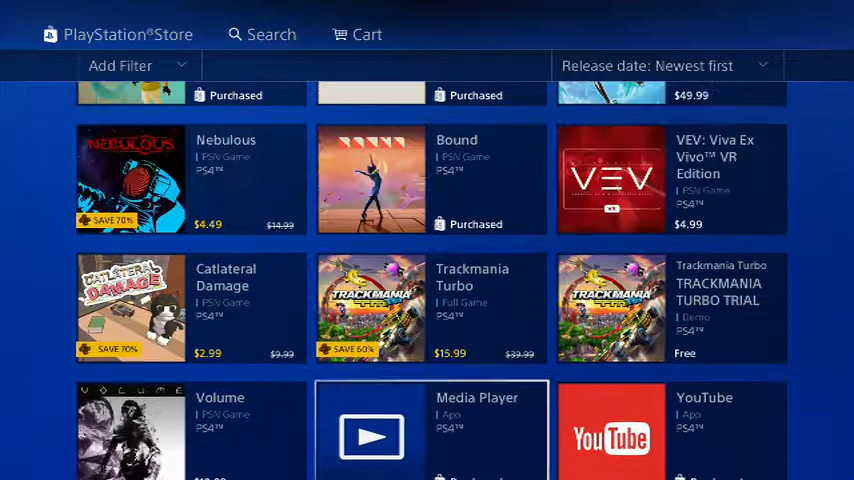 PlayStation®Store
Search
Cart
Add Filter
Release date: Newest first
Purchased
Purchased
$49.99
NEBULOUS
SAVE 70%
Nebulous
PSN Game
PS4™
$4.49
$14.99
Bound
PSN Game
PS4™
Purchased
VEV
VR
VEV: Viva Ex
Vivo™ VR
Edition
PSN Game
PS4™
$4.99
CATLATERAL
DAMAGE
SAVE 70%
Catlateral
Damage
PSN Game
PS4™
$2.99
$9.99
TRACKMANIA
TURBO
SAVE 60%
Trackmania
Turbo
Full Game
PS4™
$15.99
$39.99
TRACKMANIA
TURBO
Trackmania Turbo
TRACKMANIA
TURBO TRIAL
Demo
PS4™
Free
VOLUME
Volume
PSN Game
PS4™
Media Player
App
PS4™
YouTube
YouTube
App
PS4™